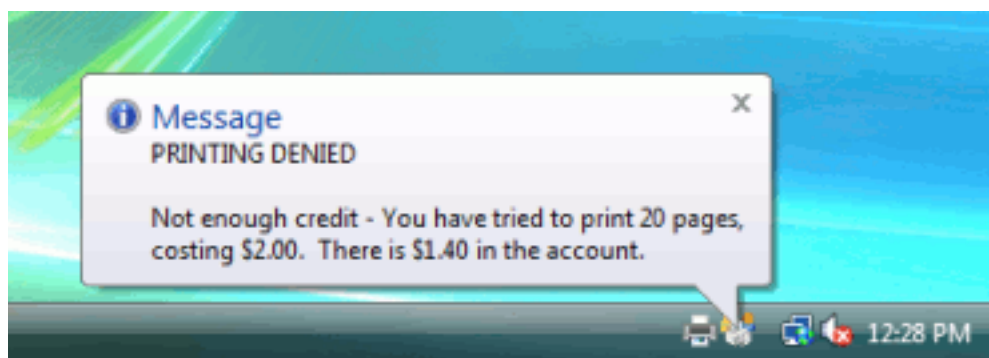 Message
PRINTING DENIED
Not enough credit - You have tried to print 20 pages,
costing $2.00.  There is $1.40 in the account.
12:28 PM